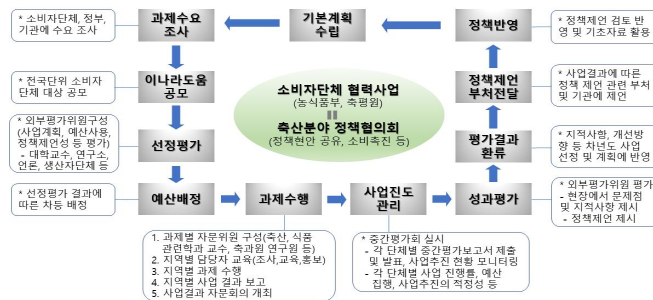 * 소비자단체, 정부,
기관에 수요 조사
과제수요
조사
기본계획
수립
정책반영
* 정책제언 검토 반
영 및 기초자료 활용
* 전국단위 소비자
단체 대상 공모
이나라도움
공모
소비자단체 협력사업
(농식품부, 축평원)
축산분야 정책협의회
(정책현안 공유, 소비촉진 등)
정책제언
부처전달
* 사업결과에 따른
정책 제언 관련 부처
및 기관에 제언
* 외부평가위원구성
(사업계획, 예산사용,
정책제언성 등 평가)
- 대학교수, 연구소,
언론, 생산자단체 등
선정평가
평가결과
환류
* 지적사항, 개선방
향 등 차년도 사업
선정 및 계획에 반영
* 선정평가 결과에
따른 차등 배정
예산배정
과제수행
사업진도
관리
성과평가
* 외부평가위원 평가
- 현장에서 문제점
및 지적사항 제시
- 정책제언 제시
1. 과제별 자문위원 구성(축산, 식품
관련학과 교수, 축과원 연구원 등)
2. 지역별 담당자 교육(조사,교육,홍보)
3. 지역별 과제 수행
4. 지역별 사업 결과 보고
5. 사업결과 자문회의 개최
* 중간평가회 실시
- 각 단체별 중간평가보고서 제출
및 발표, 사업추진 현황 모니터링
- 각 단체별 사업 진행률, 예산
집행, 사업추진의 적정성 등